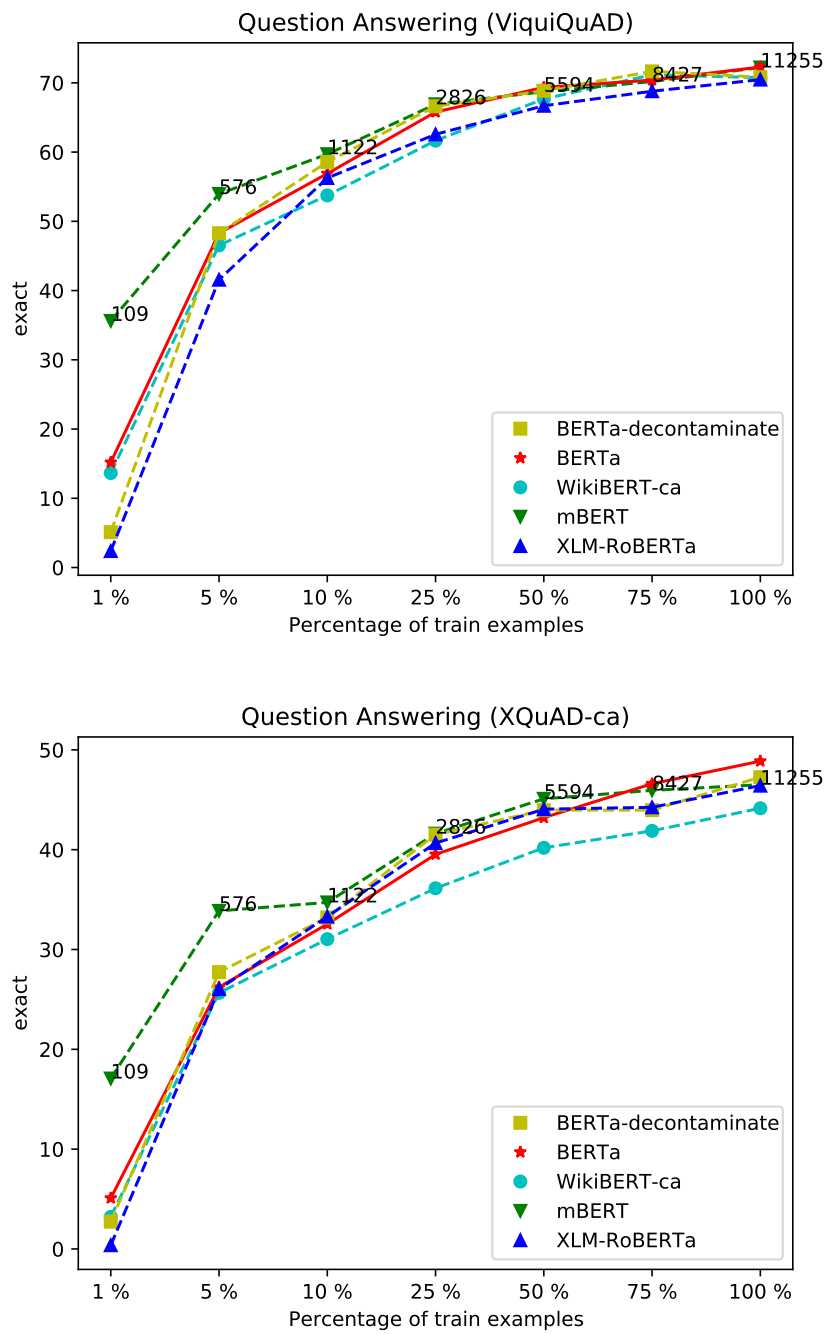 Question Answering (ViquiQuAD)
70
60
50
40
30
20
10
0
exact
109
576
1122
2826
5594
8427
11255
BERTa-decontaminate
BERTa
WikiBERT-ca
mBERT
XLM-RoBERTa
1 % 5 % 10 % 25 % 50 % 75 % 100 %
Percentage of train examples
Question Answering (XQuAD-ca)
50
40
30
20
10
0
exact
109
576
1122
2826
5594
8427
11255
BERTa-decontaminate
BERTa
WikiBERT-ca
mBERT
XLM-RoBERTa
1 % 5 % 10 % 25 % 50 % 75 % 100 %
Percentage of train examples